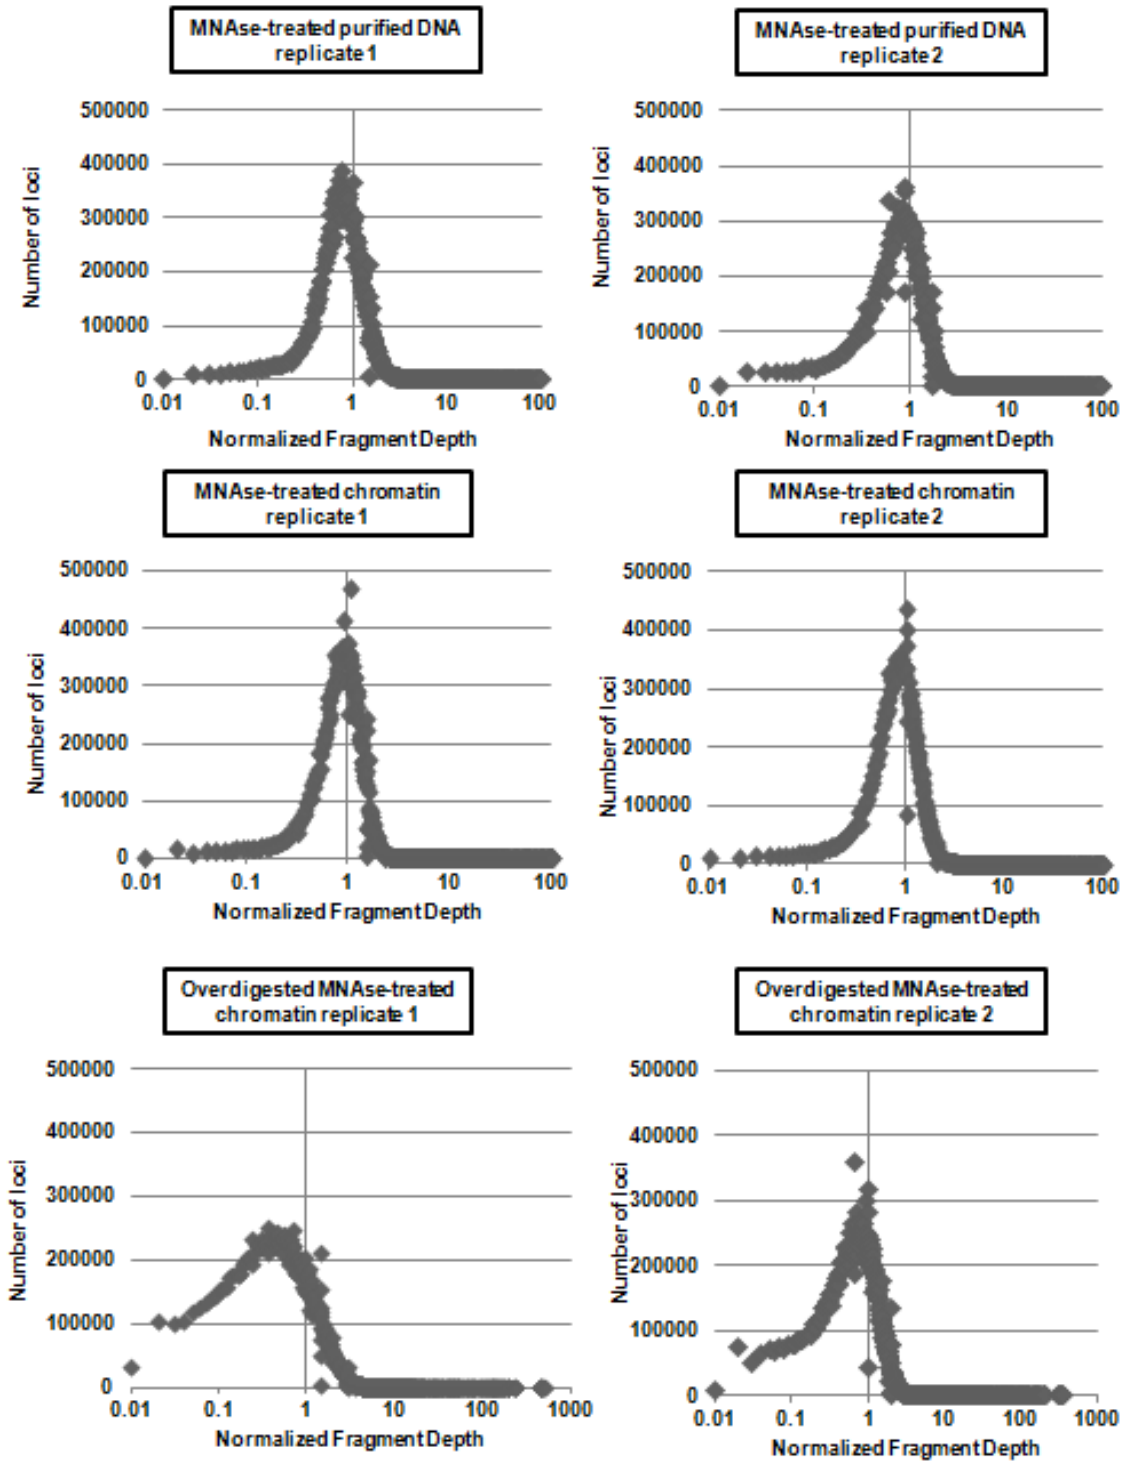 MNAse-treated purified DNA
replicate 1
Number of loci
500000
400000
300000
200000
100000
0
0.01 0.1 1 10 100
Normalized Fragment Depth
MNAse-treated purified DNA
replicate 2
Number of loci
500000
400000
300000
200000
100000
0
0.01 0.1 1 10 100
Normalized Fragment Depth
MNAse-treated chromatin
replicate 1
Number of loci
500000
400000
300000
200000
100000
0
0.01 0.1 1 10 100
Normalized Fragment Depth
MNAse-treated chromatin
replicate 2
Number of loci
500000
400000
300000
200000
100000
0
0.01 0.1 1 10 100
Normalized Fragment Depth
Overdigested MNAse-treated
chromatin replicate 1
Number of loci
500000
400000
300000
200000
100000
0
0.01 0.1 1 10 100 1000
Normalized Fragment Depth
Overdigested MNAse-treated
chromatin replicate 2
Number of loci
500000
400000
300000
200000
100000
0
0.01 0.1 1 10 100 1000
Normalized Fragment Depth